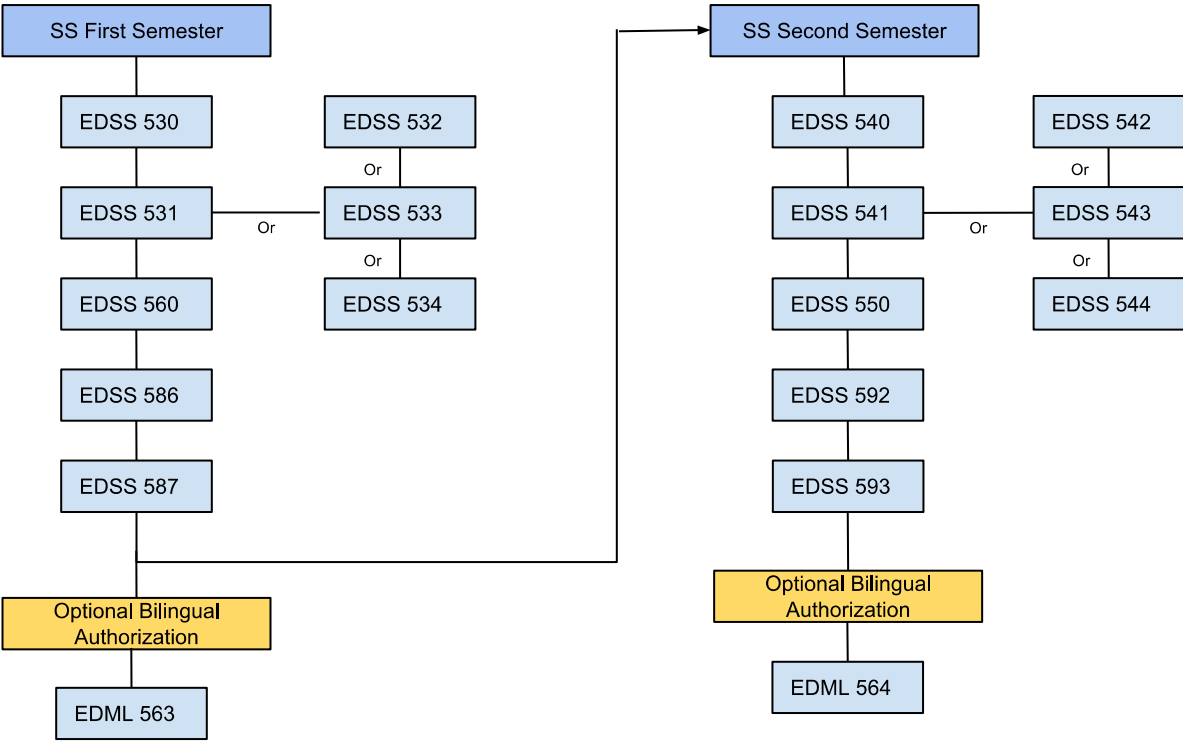 SS First Semester
EDSS 530
EDSS 532
Or
EDSS 531
Or
EDSS 533
Or
EDSS 560
EDSS 534
EDSS 586
EDSS 587
Optional Bilingual
Authorization
EDML 563
SS Second Semester
EDSS 540
EDSS 542
Or
EDSS 541
Or
EDSS 543
Or
EDSS 550
EDSS 544
EDSS 592
EDSS 593
Optional Bilingual
Authorization
EDML 564